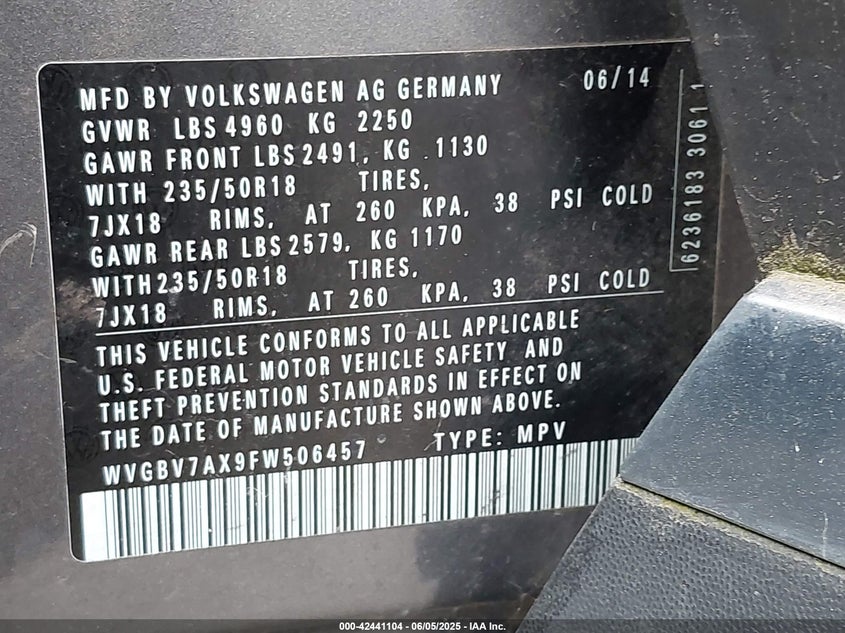 MFD BY VOLKSWAGEN AG GERMANY 06/14
GVWR LBS 4960 KG 2250
GAWR FRONT LBS 2491, KG 1130
WITH 235/50R18 TIRES,
7JX18 RIMS, AT 260 KPA, 38 PSI COLD
GAWR REAR LBS 2579, KG 1170
WITH 235/50R18 TIRES,
7JX18 RIMS, AT 260 KPA, 38 PSI COLD
THIS VEHICLE CONFORMS TO ALL APPLICABLE
U.S. FEDERAL MOTOR VEHICLE SAFETY AND
THEFT PREVENTION STANDARDS IN EFFECT ON
THE DATE OF MANUFACTURE SHOWN ABOVE.
WVGBV7AX9FW506457 TYPE: MPV
6236183 3061 1
000-42441104 - 06/05/2025 - IAA Inc.